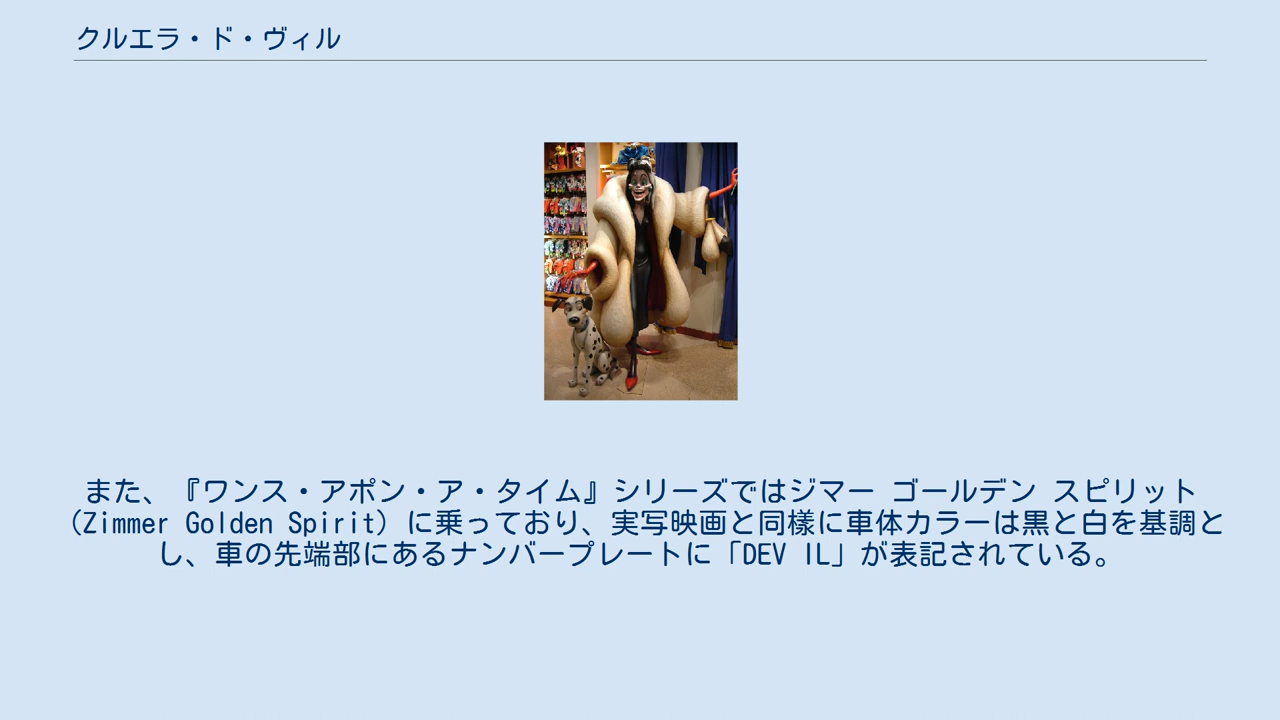 クルエラ・ド・ヴィル
また、『ワンス・アポン・ア・タイム』シリーズではジマー ゴールデン スピリット
(Zimmer Golden Spirit) に乗っており、実写映画と同様に車体カラーは黒と白を基調と
し、車の先端部にあるナンバープレートに「DEV IL」が表記されている。